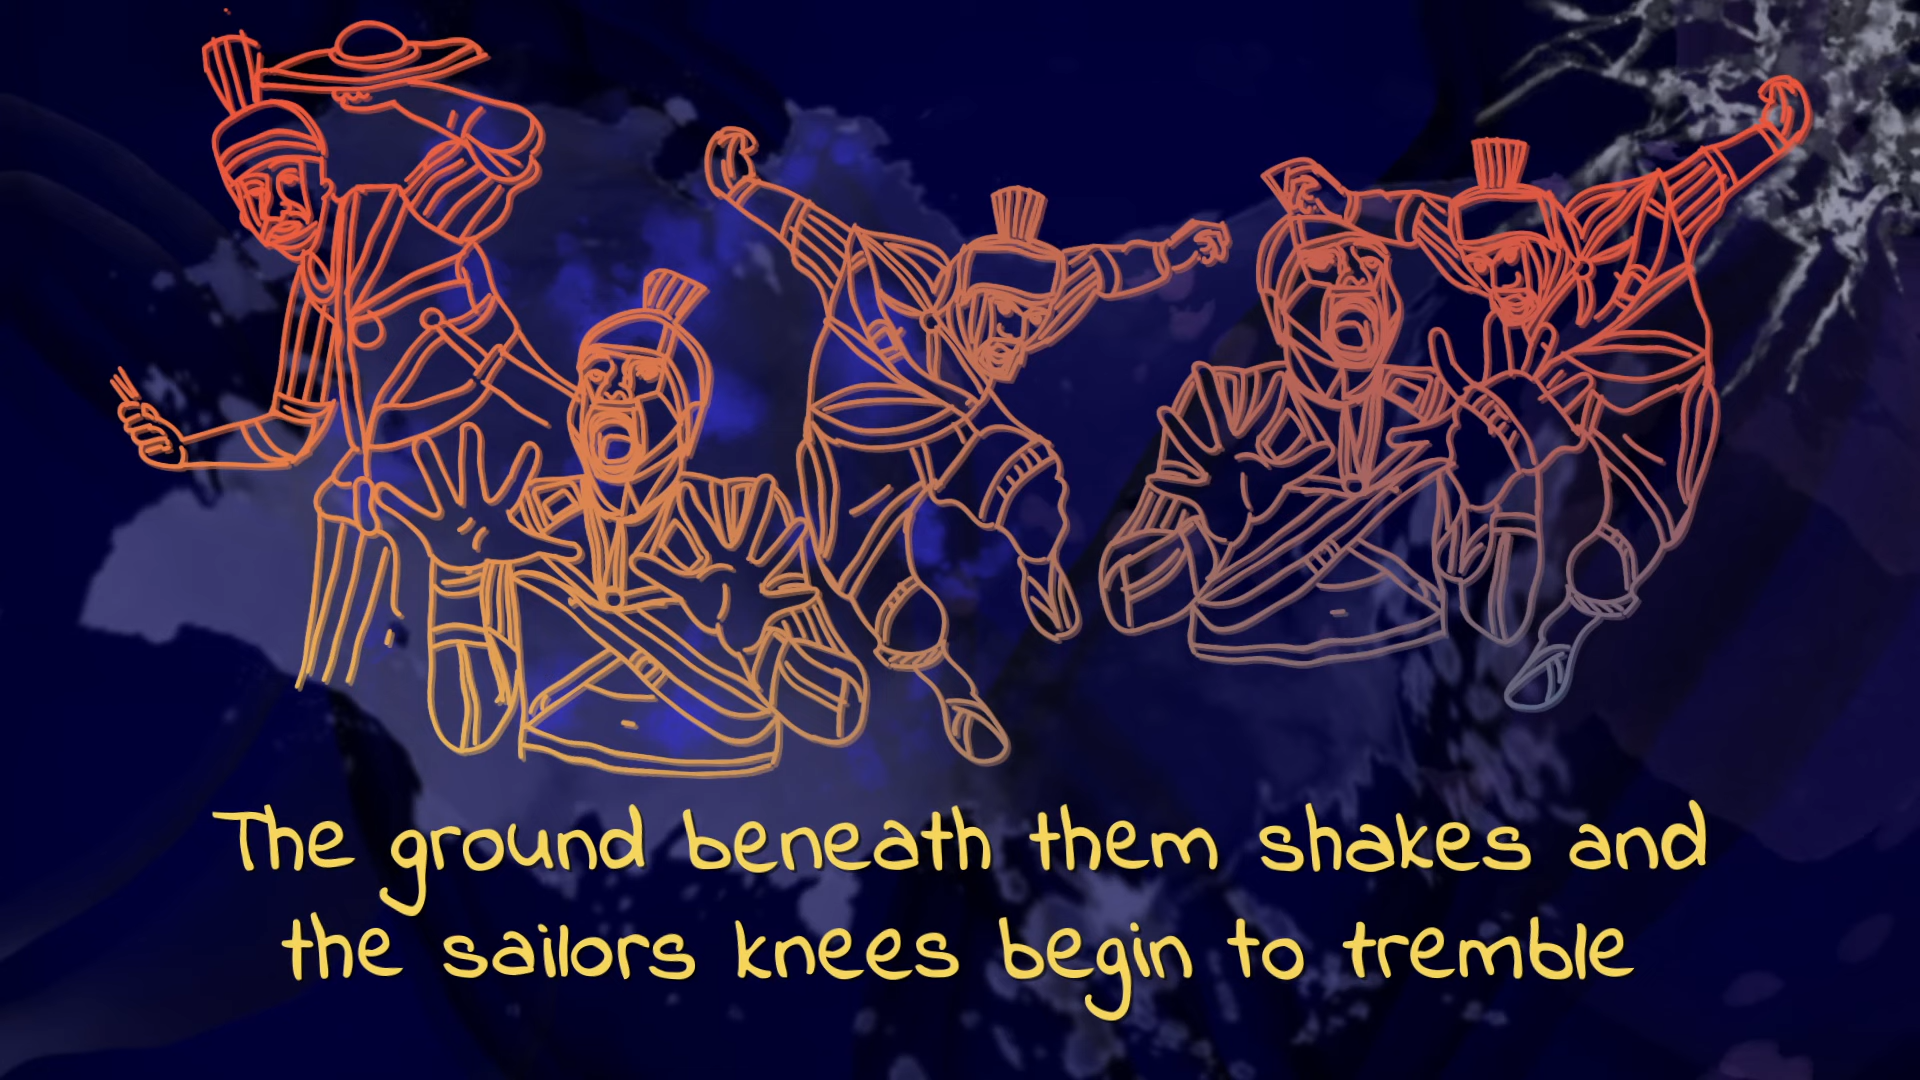 The ground beneath them shakes and
the sailors knees begin to tremble